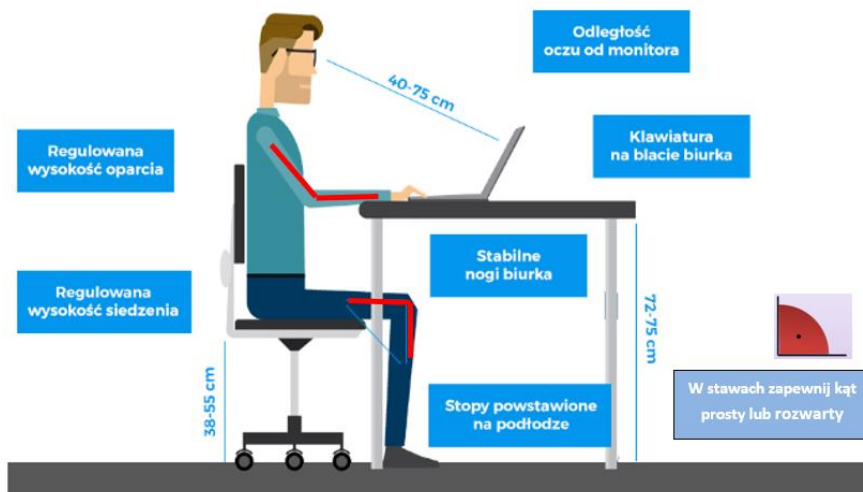 Odległość
oczu od monitora
40-75 cm
Klawiatura
na blacie biurka
Regulowana
wysokość oparcia
Stabilne
nogi biurka
Regulowana
wysokość siedzenia
72-75 cm
38-55 cm
W stawach zapewnij kąt
prosty lub rozwarty
Stopy powstawione
na podłodze